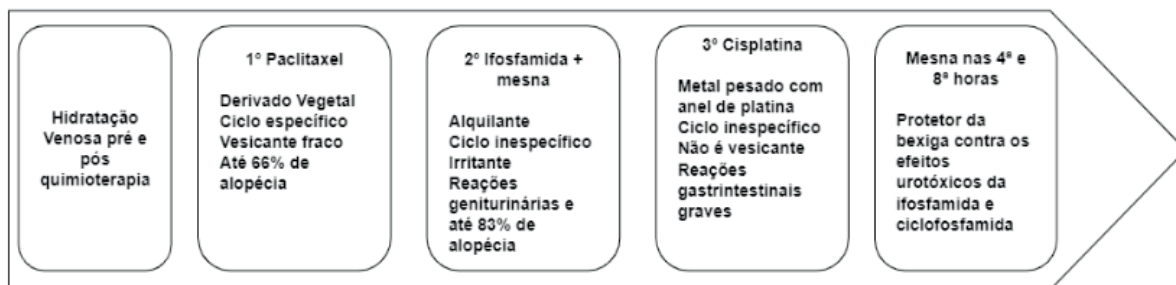 Hidratação
Venosa pré e
pós
quimioterapia
1º Paclitaxel
Derivado Vegetal
Ciclo específico
Vesicante fraco
Até 66% de
alopécia
2º Ifosfamida +
mesna
Alquilante
Ciclo inespecífico
Irritante
Reações
geniturinárias e
até 83% de
alopécia
3º Cisplatina
Metal pesado com
anel de platina
Ciclo inespecífico
Não é vesicante
Reações
gastrintestinais
graves
Mesna nas 4ª e
8ª horas
Protetor da
bexiga contra os
efeitos
urotóxicos da
ifosfamida e
ciclofosfamida